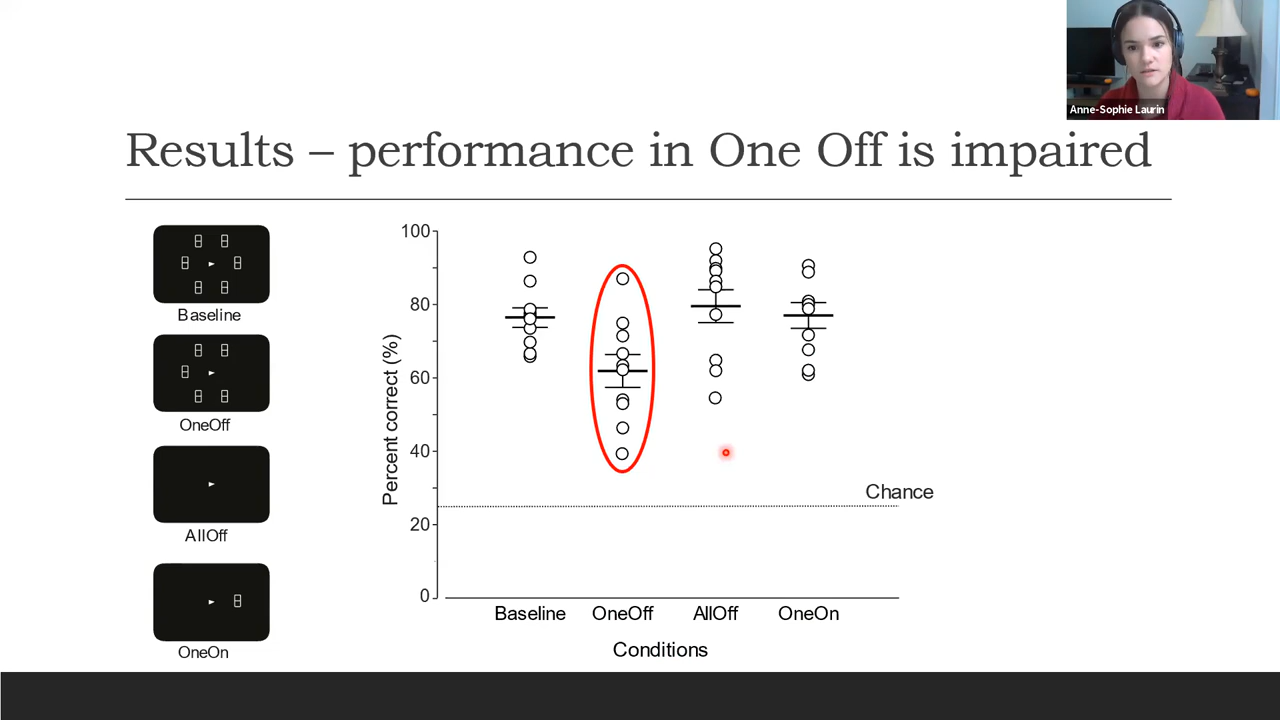 Anne-Sophie Laurin
Results – performance in One Off is impaired
Baseline
OneOff
AllOff
OneOn
Percent correct (%)
100
80
60
40
20
0
Chance
Baseline OneOff AllOff OneOn
Conditions